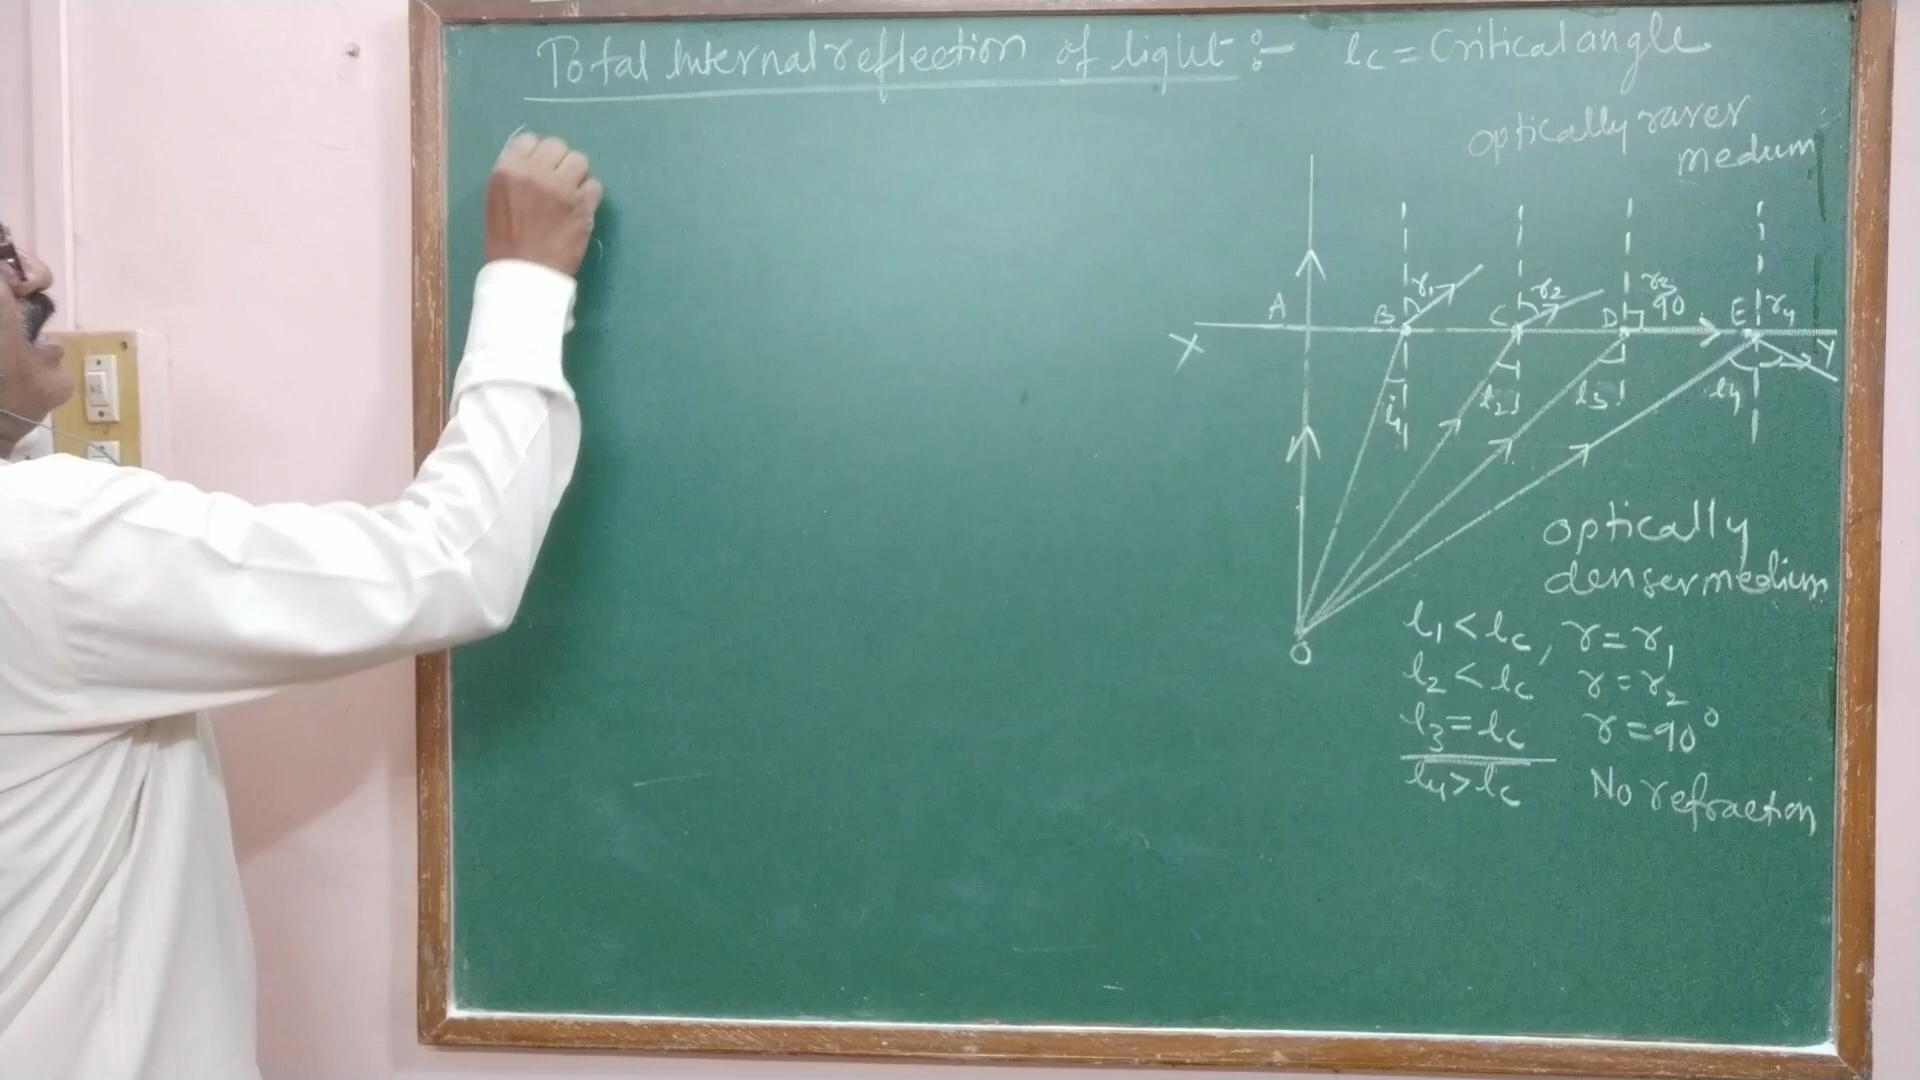 Total Internal reflection of light :-
ic = Critical angle
optically rarer
medium
A B r1 C r2 D r3 90 E r4
X Y
i1 i2 i3 i4
optically
denser medium
O
i1 < ic, r = r1
i2 < ic r = r2
i3 = ic r = 90°
i4 > ic No refraction